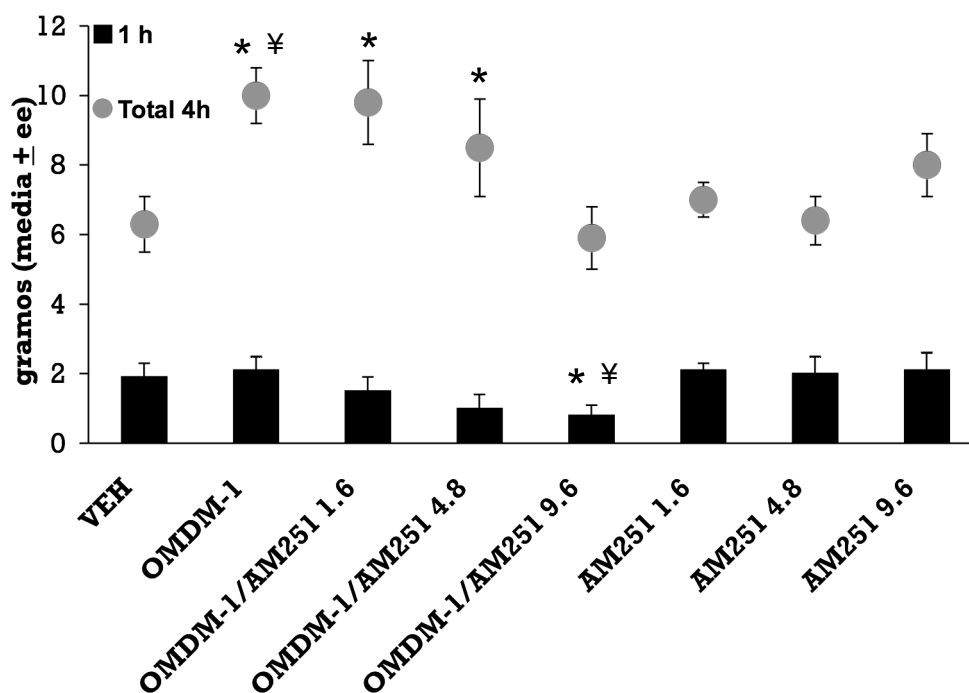 12
10
8
6
4
2
0
gramos (media ± ee)
1 h
Total 4h
* ¥
*
*
* ¥
VEH
OMDM-1
OMDM-1/AM251 1.6
OMDM-1/AM251 4.8
OMDM-1/AM251 9.6
AM251 1.6
AM251 4.8
AM251 9.6